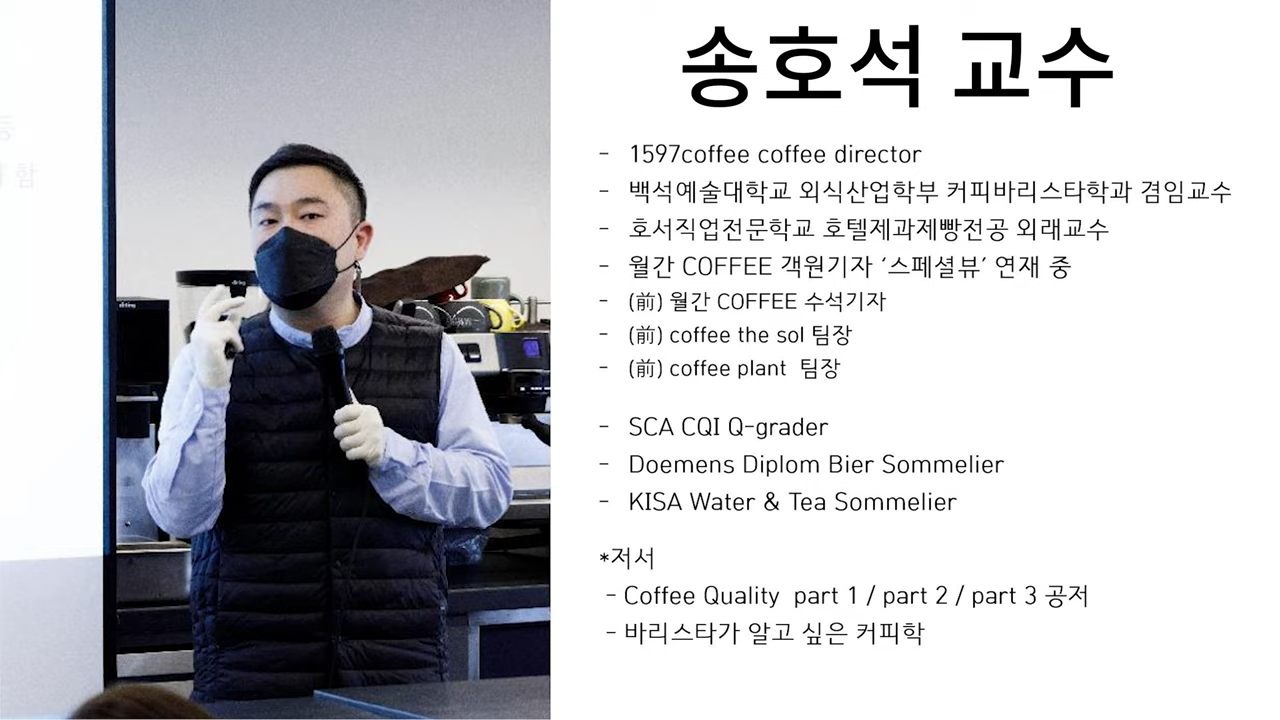 송호석 교수
- 1597coffee coffee director
- 백석예술대학교 외식산업학부 커피바리스타학과 겸임교수
- 호서직업전문학교 호텔제과제빵전공 외래교수
- 월간 COFFEE 객원기자 ‘스페셜뷰’ 연재 중
- (前) 월간 COFFEE 수석기자
- (前) coffee the sol 팀장
- (前) coffee plant 팀장
- SCA CQI Q-grader
- Doemens Diplom Bier Sommelier
- KISA Water & Tea Sommelier
*저서
- Coffee Quality part 1 / part 2 / part 3 공저
- 바리스타가 알고 싶은 커피학
함